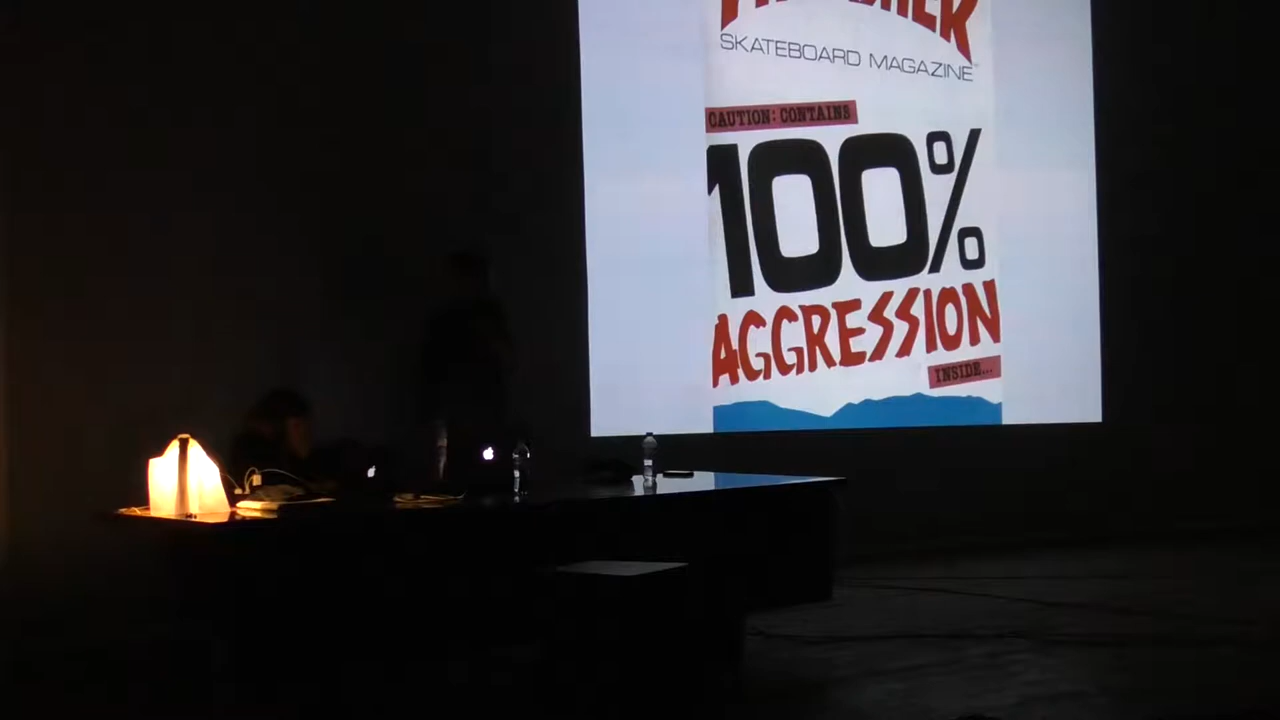 SKATEBOARD MAGAZINE
CAUTION: CONTAINS
100%
AGGRESSION
INSIDE...